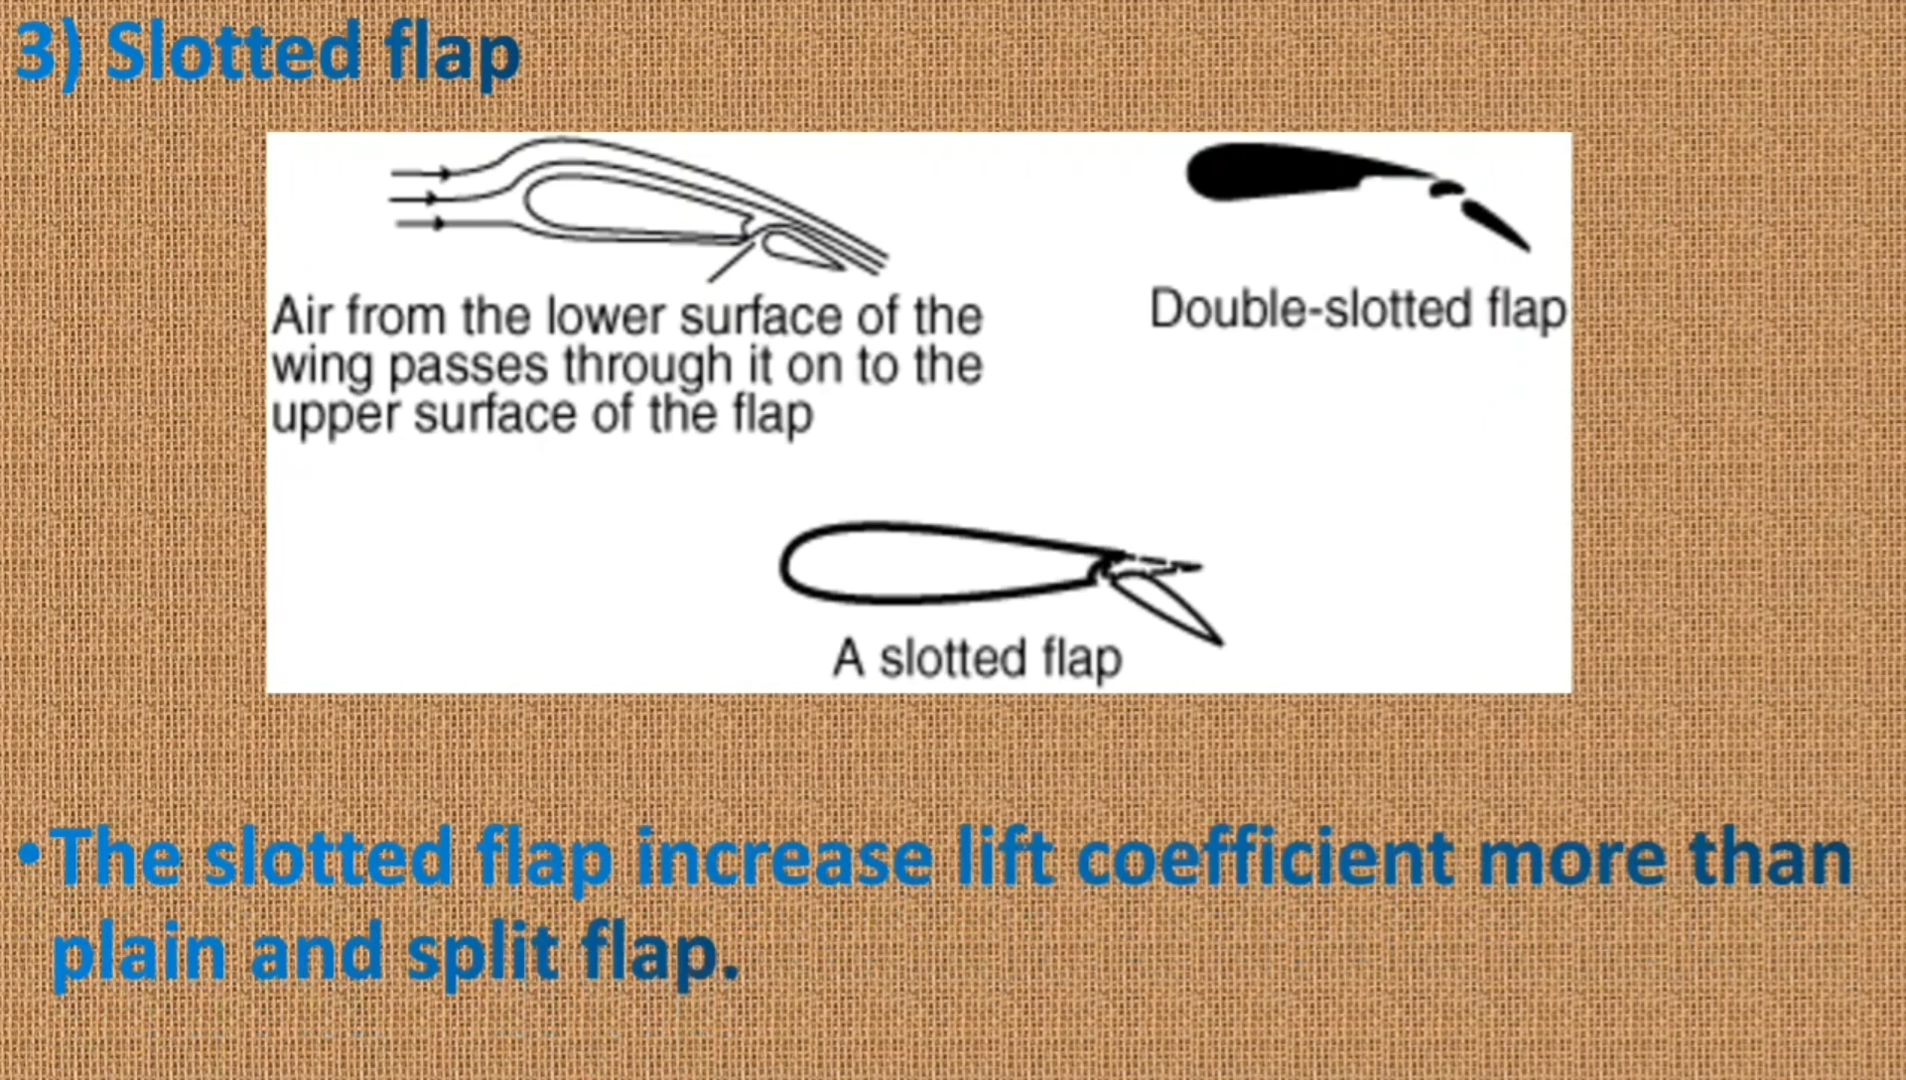 3) Slotted flap
Air from the lower surface of the
wing passes through it on to the
upper surface of the flap
Double-slotted flap
A slotted flap
•The slotted flap increase lift coefficient more than
plain and split flap.